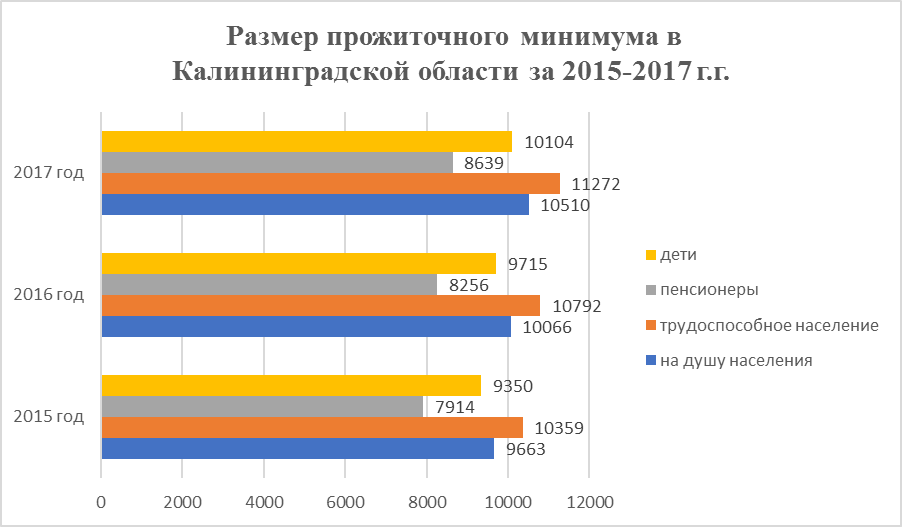 Размер прожиточного минимума в
Калининградской области за 2015-2017 г.г.
2017 год
10104
8639
11272
10510
2016 год
9715
8256
10792
10066
2015 год
9350
7914
10359
9663
0 2000 4000 6000 8000 10000 12000
дети
пенсионеры
трудоспособное население
на душу населения